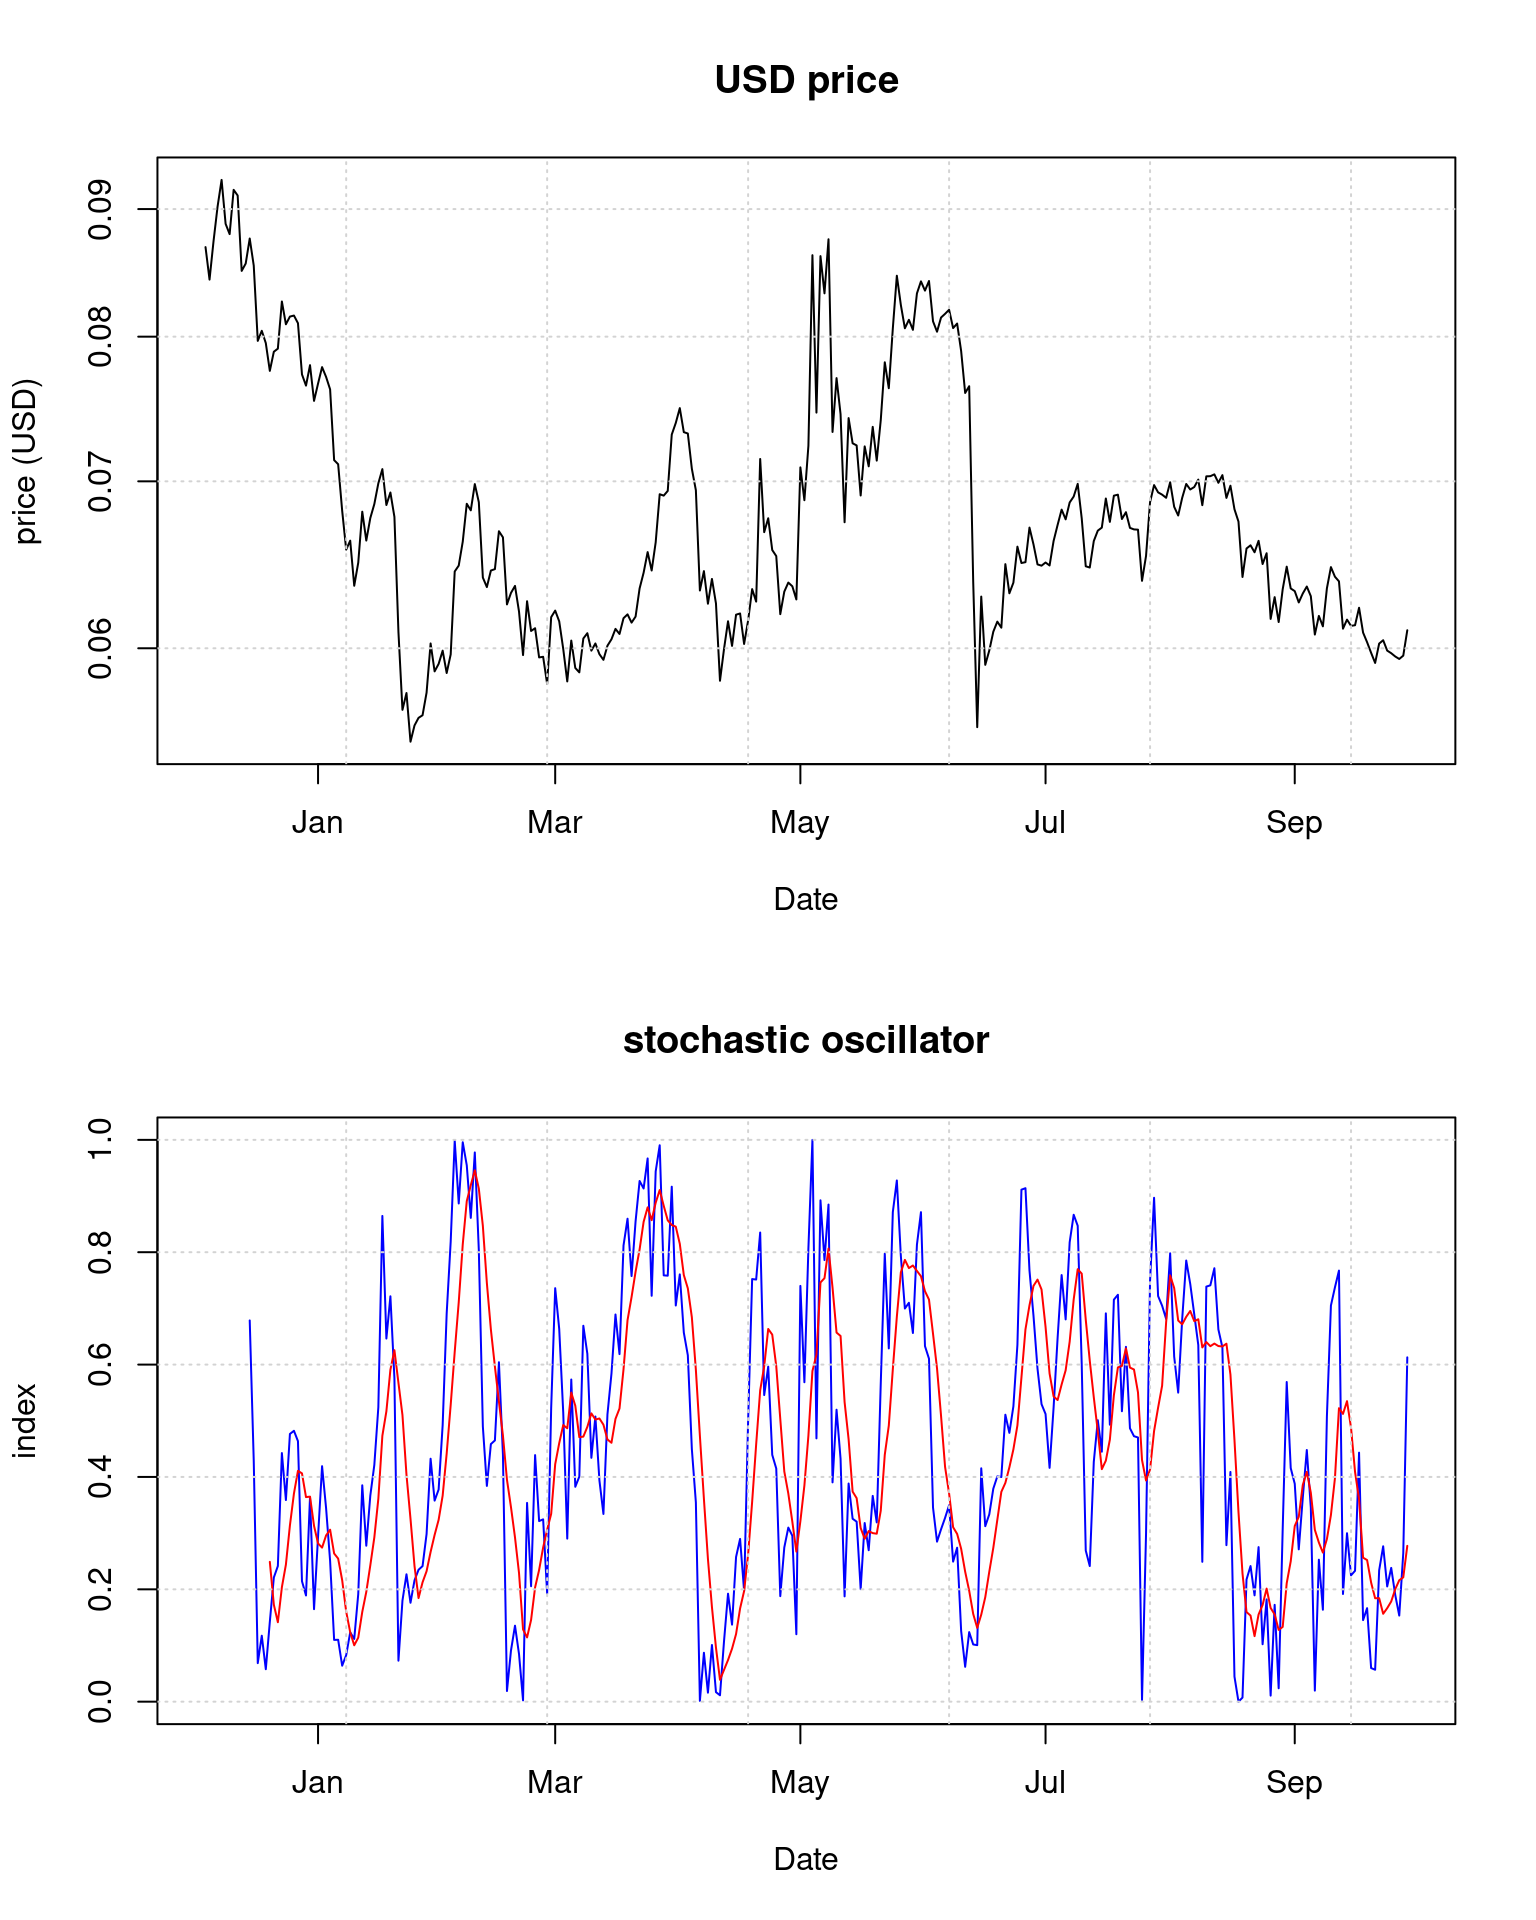 USD price
price (USD)
0.09
0.08
0.07
0.06
Jan Mar May Jul Sep
Date
stochastic oscillator
index
1.0
0.8
0.6
0.4
0.2
0.0
Jan Mar May Jul Sep
Date